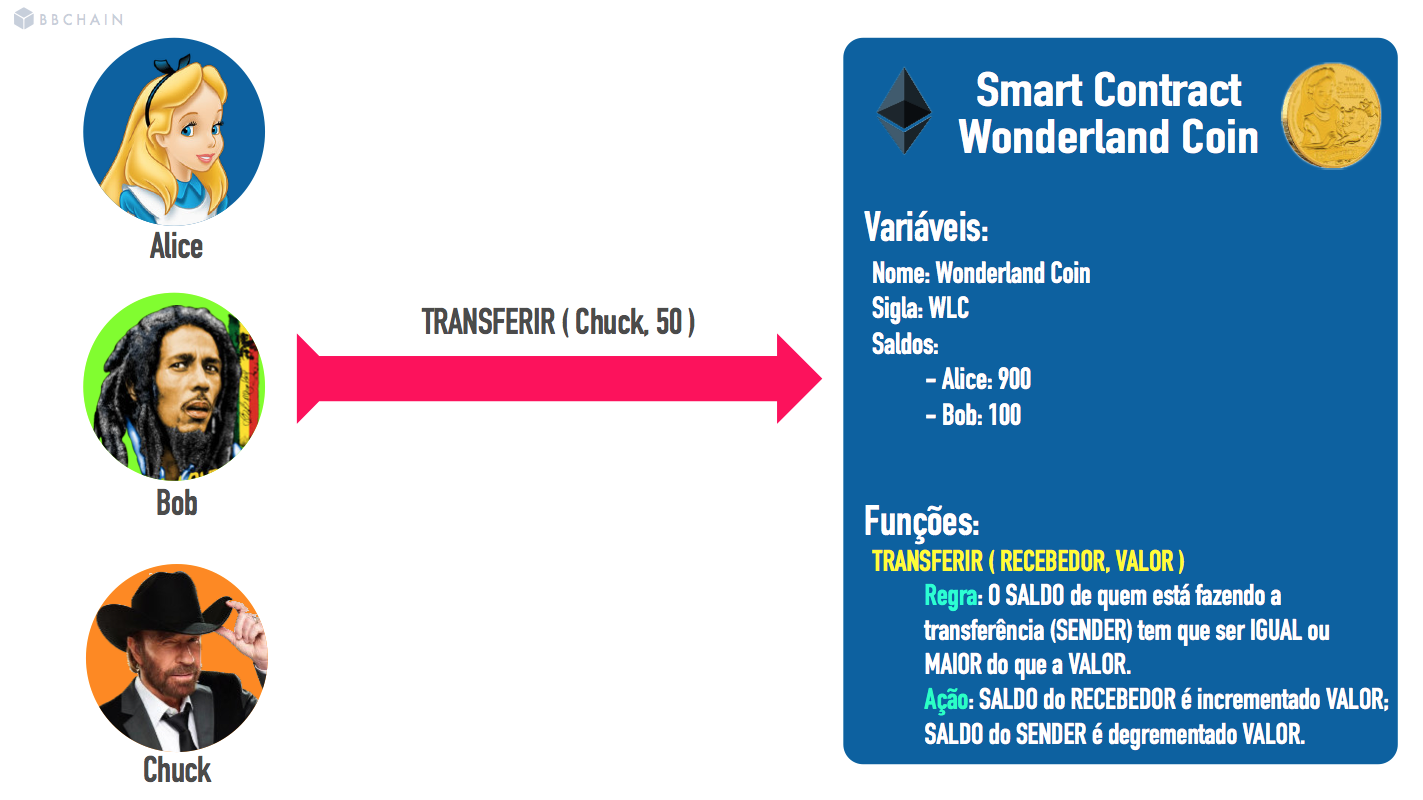 BBCHAIN
Alice
Bob
Chuck
TRANSFERIR ( Chuck, 50 )
Smart Contract
Wonderland Coin
Variáveis:
Nome: Wonderland Coin
Sigla: WLC
Saldos:
- Alice: 900
- Bob: 100
Funções:
TRANSFERIR ( RECEBEDOR, VALOR )
Regra: O SALDO de quem está fazendo a
transferência (SENDER) tem que ser IGUAL ou
MAIOR do que a VALOR.
Ação: SALDO do RECEBEDOR é incrementado VALOR;
SALDO do SENDER é degrementado VALOR.